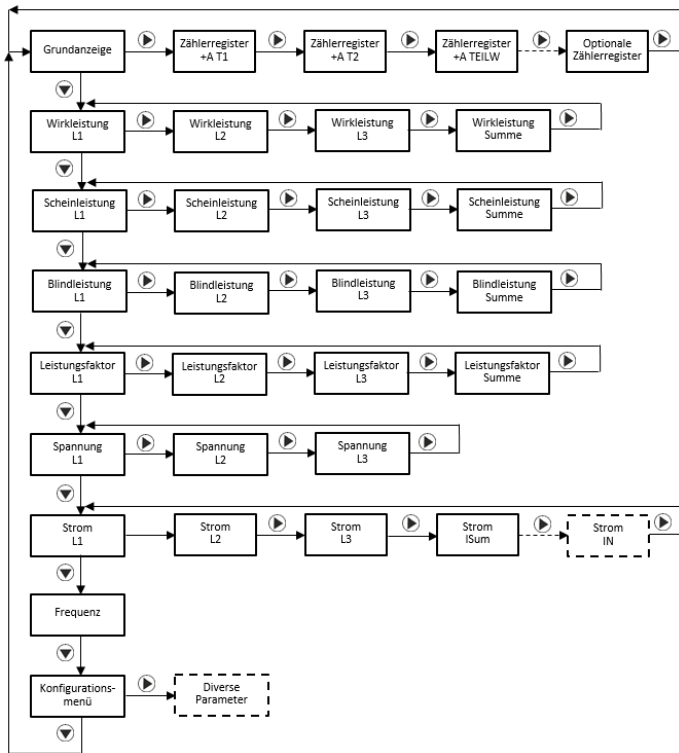 Grundanzeige
Zählerregister
+A T1
Zählerregister
+A T2
Zählerregister
+A TEILW
Optionale
Zählerregister
Wirkleistung
L1
Wirkleistung
L2
Wirkleistung
L3
Wirkleistung
Summe
Scheinleistung
L1
Scheinleistung
L2
Scheinleistung
L3
Scheinleistung
Summe
Blindleistung
L1
Blindleistung
L2
Blindleistung
L3
Blindleistung
Summe
Leistungsfaktor
L1
Leistungsfaktor
L2
Leistungsfaktor
L3
Leistungsfaktor
Summe
Spannung
L1
Spannung
L2
Spannung
L3
Strom
L1
Strom
L2
Strom
L3
Strom
ISum
Strom
IN
Frequenz
Konfigurations-
menü
Diverse
Parameter